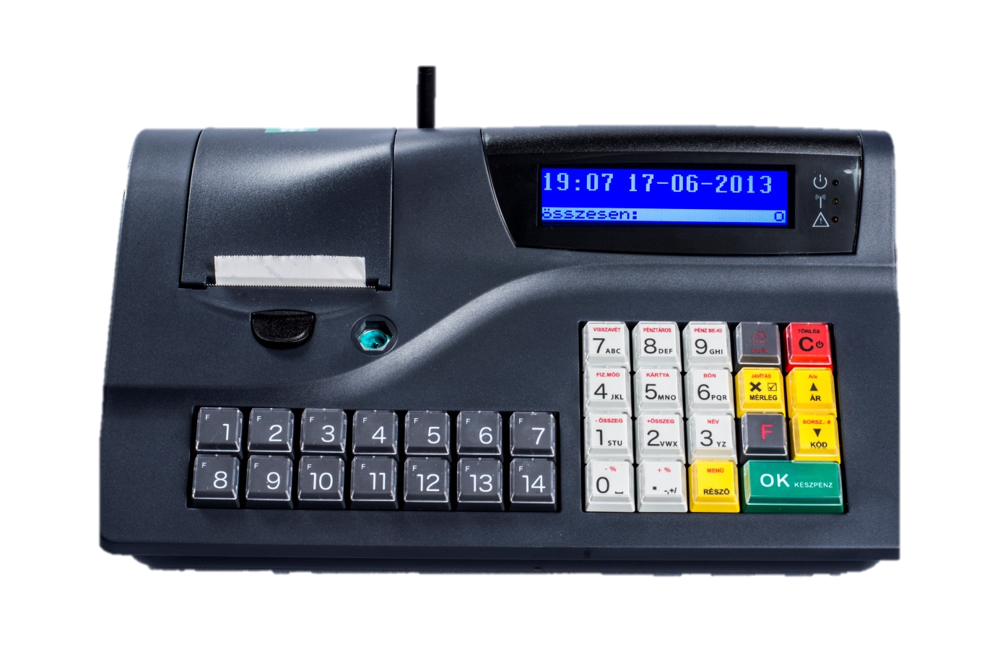 19:07 17-06-2013
összesen: 0
VISSZAVÉT
7 ABC
PÉNZTÁROS
8 DEF
PÉNZ BE-KI
9 GHI
TÖRLÉS
C
FIZ.MÓD
4 JKL
KÁRTYA
5 MNO
BÓN
6 PQR
JAVÍTÁS
MÉRLEG
A/s
ÁR
-ÖSSZEG
1 STU
+ÖSSZEG
2 VWX
NÉV
3 YZ
F
SORSZ.: #
KÓD
- %
0
+ %
. -,+/
MENÜ
RÉSZÖ
OK KÉSZPÉNZ
F 1
F 2
F 3
F 4
F 5
F 6
F 7
F 8
F 9
F 10
F 11
F 12
F 13
F 14